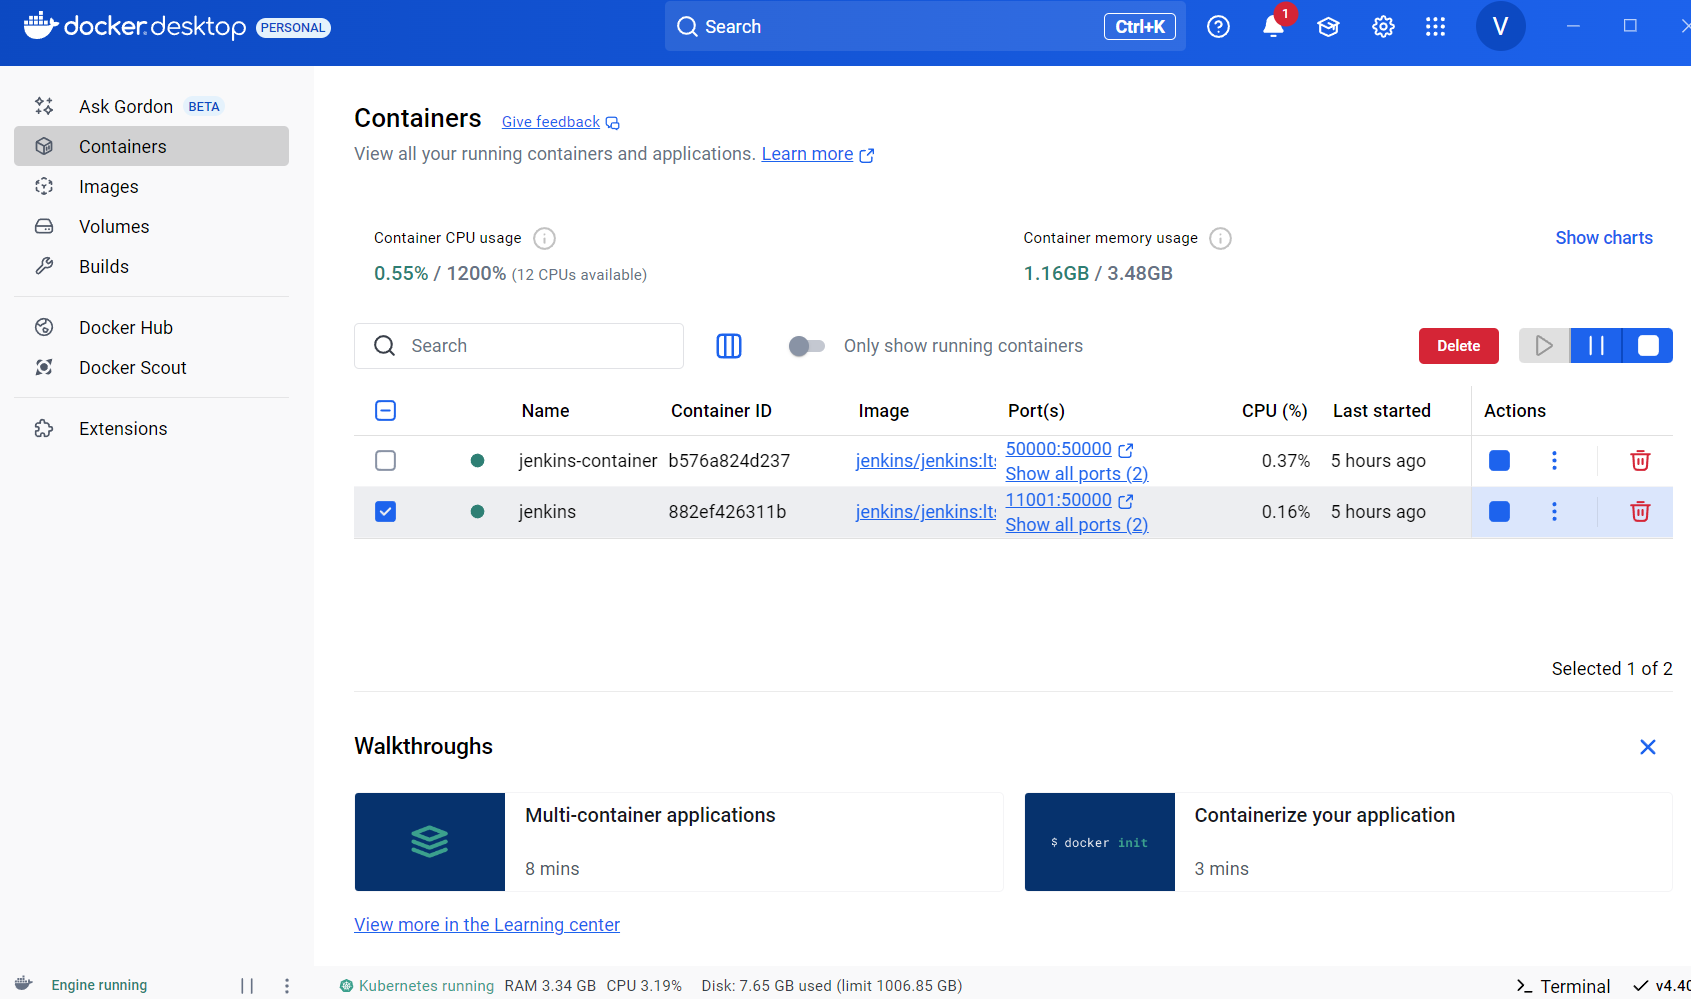 docker.desktop PERSONAL
Search Ctrl+K
1
V
Ask Gordon BETA
Containers
Images
Volumes
Builds
Docker Hub
Docker Scout
Extensions
Containers Give feedback
View all your running containers and applications. Learn more
Container CPU usage
0.55% / 1200% (12 CPUs available)
Container memory usage
1.16GB / 3.48GB
Show charts
Search
Only show running containers
Delete
Name Container ID Image Port(s) CPU (%) Last started Actions
jenkins-container b576a824d237 jenkins/jenkins:lts 50000:50000 0.37% 5 hours ago
Show all ports (2)
jenkins 882ef426311b jenkins/jenkins:lts 11001:50000 0.16% 5 hours ago
Show all ports (2)
Selected 1 of 2
Walkthroughs
Multi-container applications
8 mins
$ docker init
Containerize your application
3 mins
View more in the Learning center
Engine running
Kubernetes running RAM 3.34 GB CPU 3.19% Disk: 7.65 GB used (limit 1006.85 GB)
Terminal v4.40